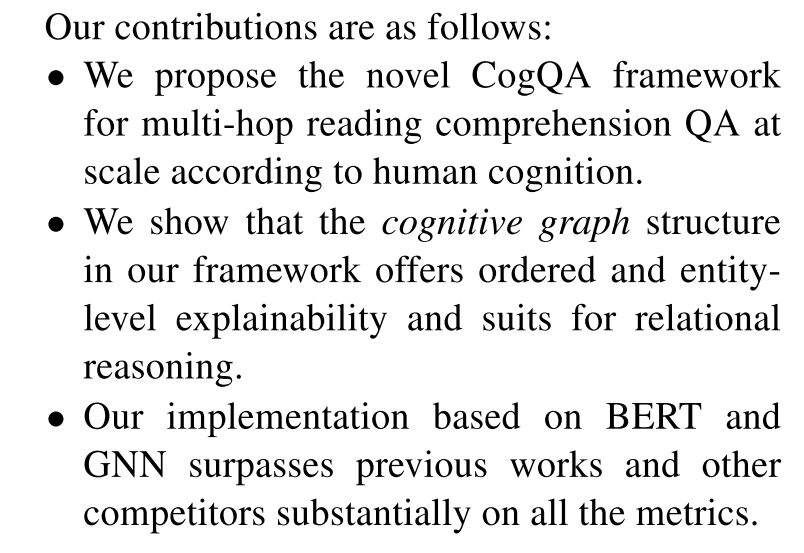 Our contributions are as follows:
• We propose the novel CogQA framework
for multi-hop reading comprehension QA at
scale according to human cognition.
• We show that the cognitive graph structure
in our framework offers ordered and entity-
level explainability and suits for relational
reasoning.
• Our implementation based on BERT and
GNN surpasses previous works and other
competitors substantially on all the metrics.